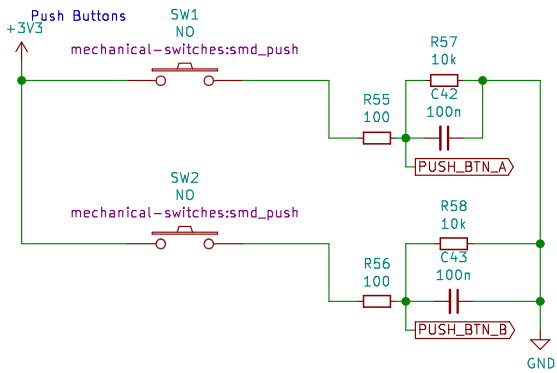 Push Buttons
+3V3
SW1
NO
mechanical-switches:smd_push
R57
10k
C42
100n
R55
100
PUSH_BTN_A
SW2
NO
mechanical-switches:smd_push
R58
10k
C43
100n
R56
100
PUSH_BTN_B
GND